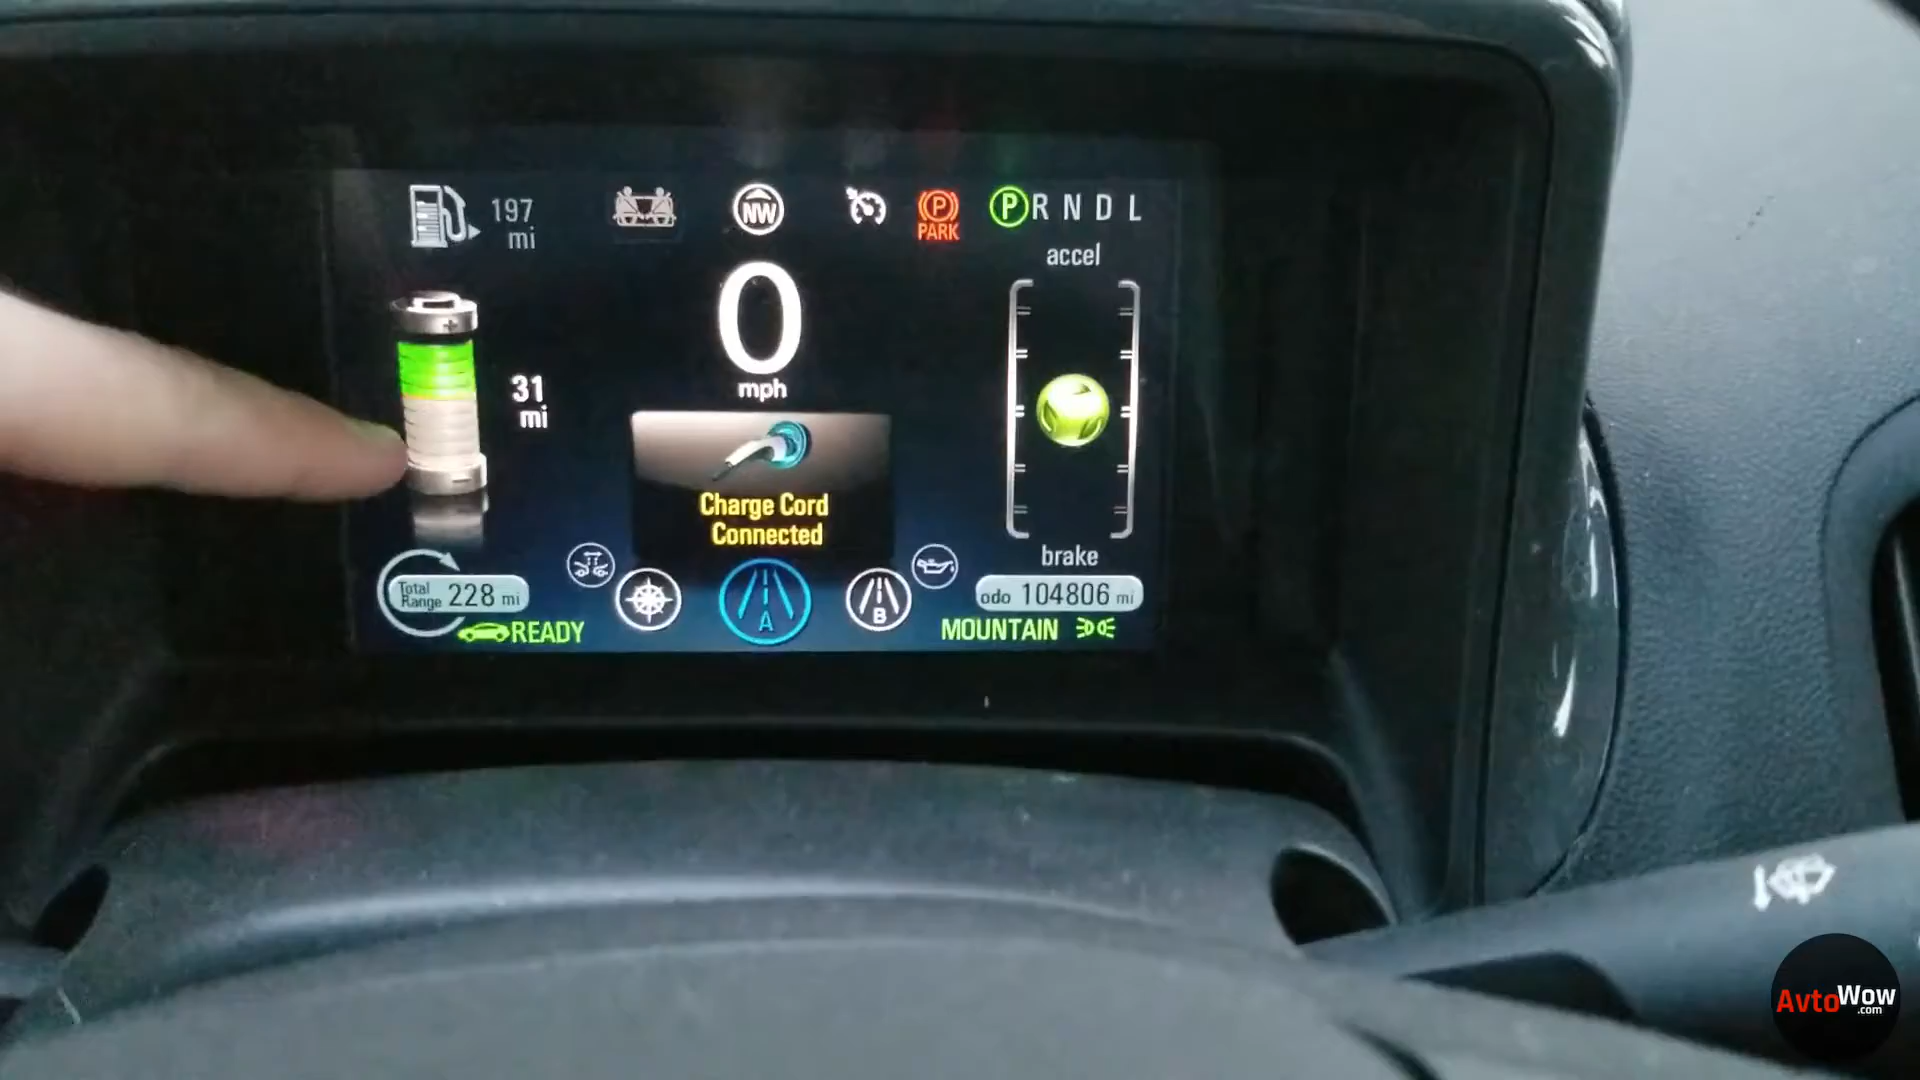 197
mi
NW
P
PARK
P R N D L
accel
0
mph
31
mi
Charge Cord
Connected
brake
Total
Range 228 mi
A
B
odo 104806 mi
READY
MOUNTAIN
1
AvtoWow
.com